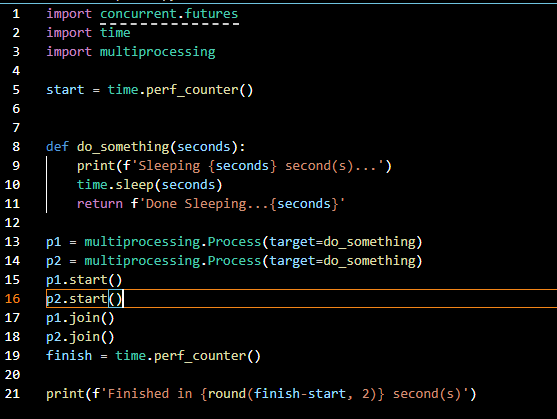 1 import concurrent.futures
2 import time
3 import multiprocessing
4
5 start = time.perf_counter()
6
7
8 def do_something(seconds):
9     print(f'Sleeping {seconds} second(s)...')
10     time.sleep(seconds)
11     return f'Done Sleeping...{seconds}'
12
13 p1 = multiprocessing.Process(target=do_something)
14 p2 = multiprocessing.Process(target=do_something)
15 p1.start()
16 p2.start()
17 p1.join()
18 p2.join()
19 finish = time.perf_counter()
20
21 print(f'Finished in {round(finish-start, 2)} second(s)')